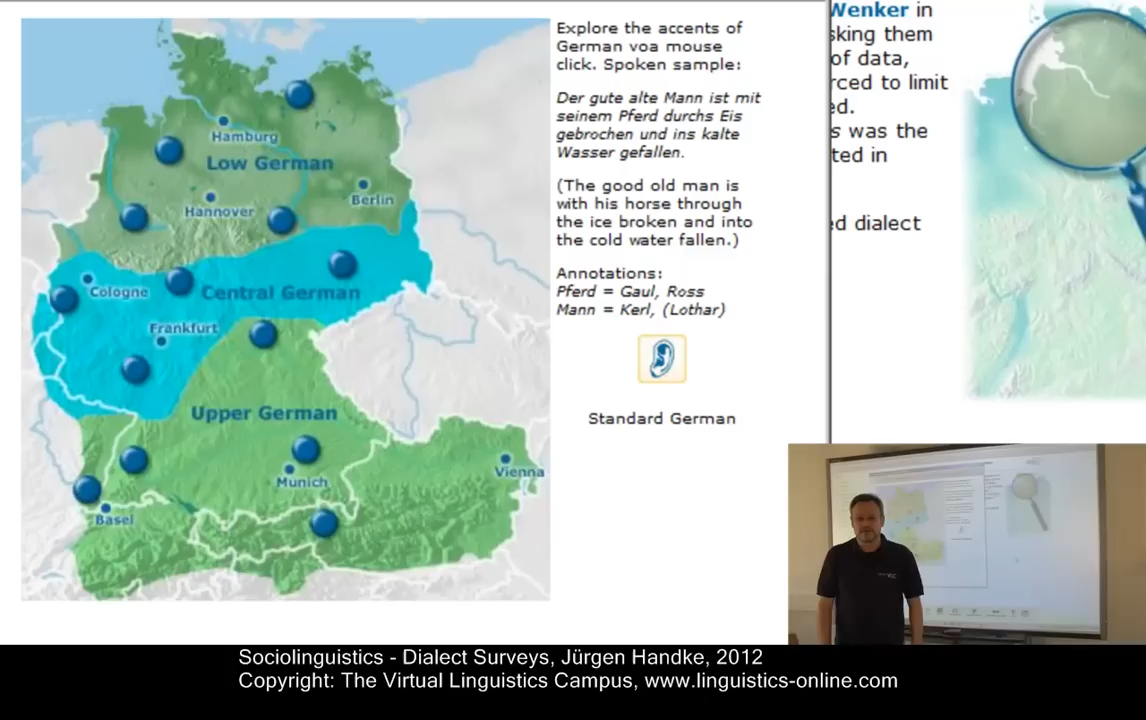 Hamburg
Low German
Berlin
Hannover
Cologne
Central German
Frankfurt
Upper German
Munich
Vienna
Basel
Explore the accents of
German voa mouse
click. Spoken sample:
Der gute alte Mann ist mit
seinem Pferd durchs Eis
gebrochen und ins kalte
Wasser gefallen.
(The good old man is
with his horse through
the ice broken and into
the cold water fallen.)
Annotations:
Pferd = Gaul, Ross
Mann = Kerl, (Lothar)
Standard German
Wenker in
sking them
of data,
rced to limit
ed.
s was the
ted in
ed dialect
VLC
Sociolinguistics - Dialect Surveys, Jürgen Handke, 2012
Copyright: The Virtual Linguistics Campus, www.linguistics-online.com